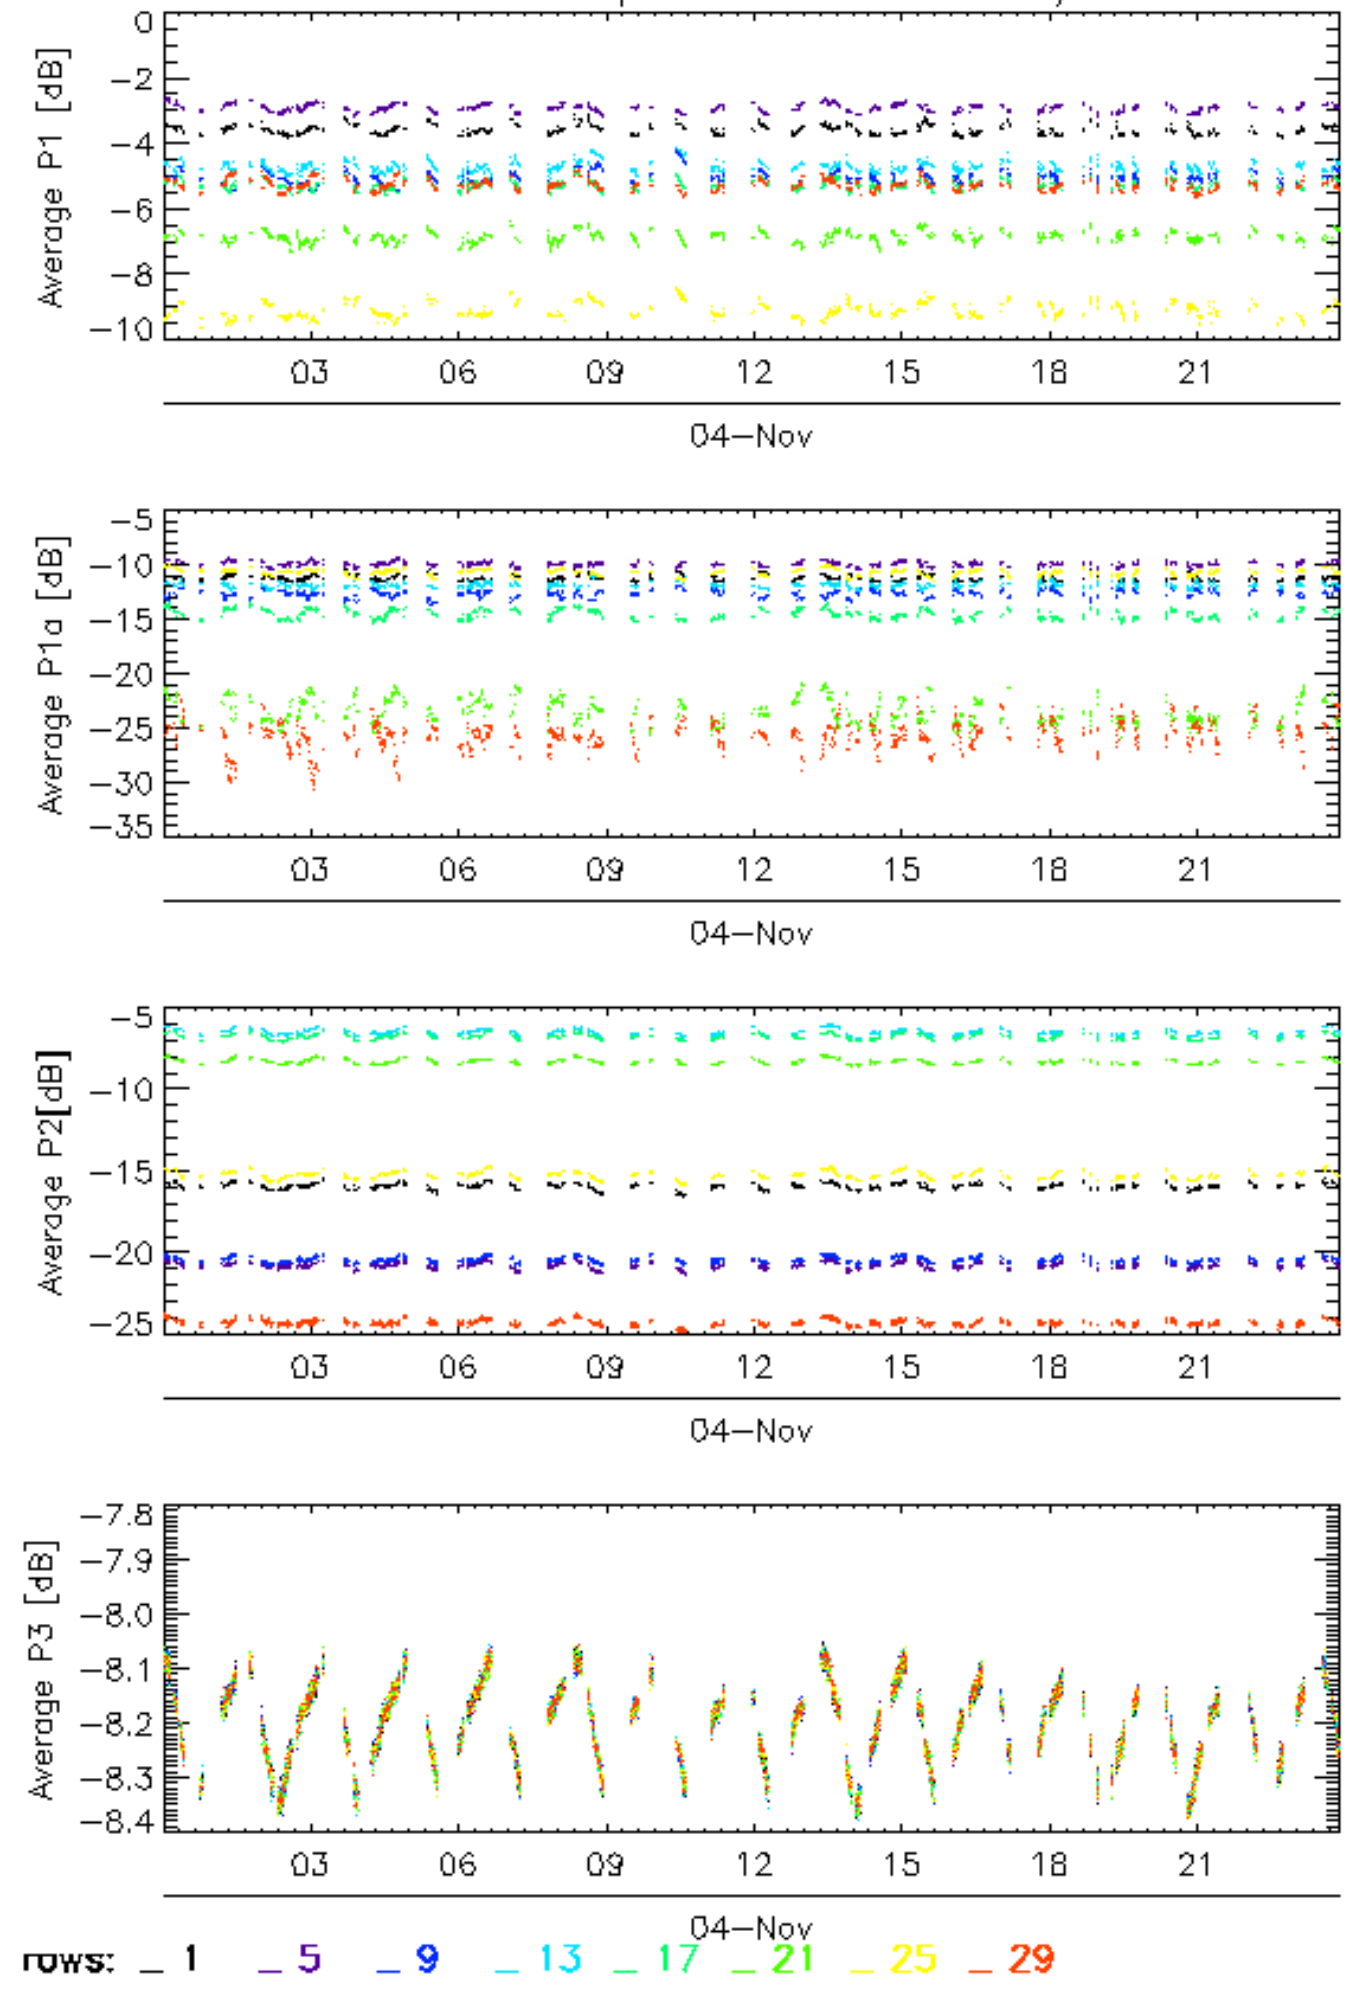 0
Average P1 [dB]
−2
−4
−6
−8
−10
03 06 09 12 15 18 21
04−Nov
−5
Average P1a [dB]
−10
−15
−20
−25
−30
−35
03 06 09 12 15 18 21
04−Nov
−5
Average P2[dB]
−10
−15
−20
−25
03 06 09 12 15 18 21
04−Nov
−7.8
Average P3 [dB]
−7.9
−8.0
−8.1
−8.2
−8.3
−8.4
03 06 09 12 15 18 21
04−Nov
rows: _ 1 _ 5 _ 9 _ 13 _ 17 _ 21 _ 25 _ 29